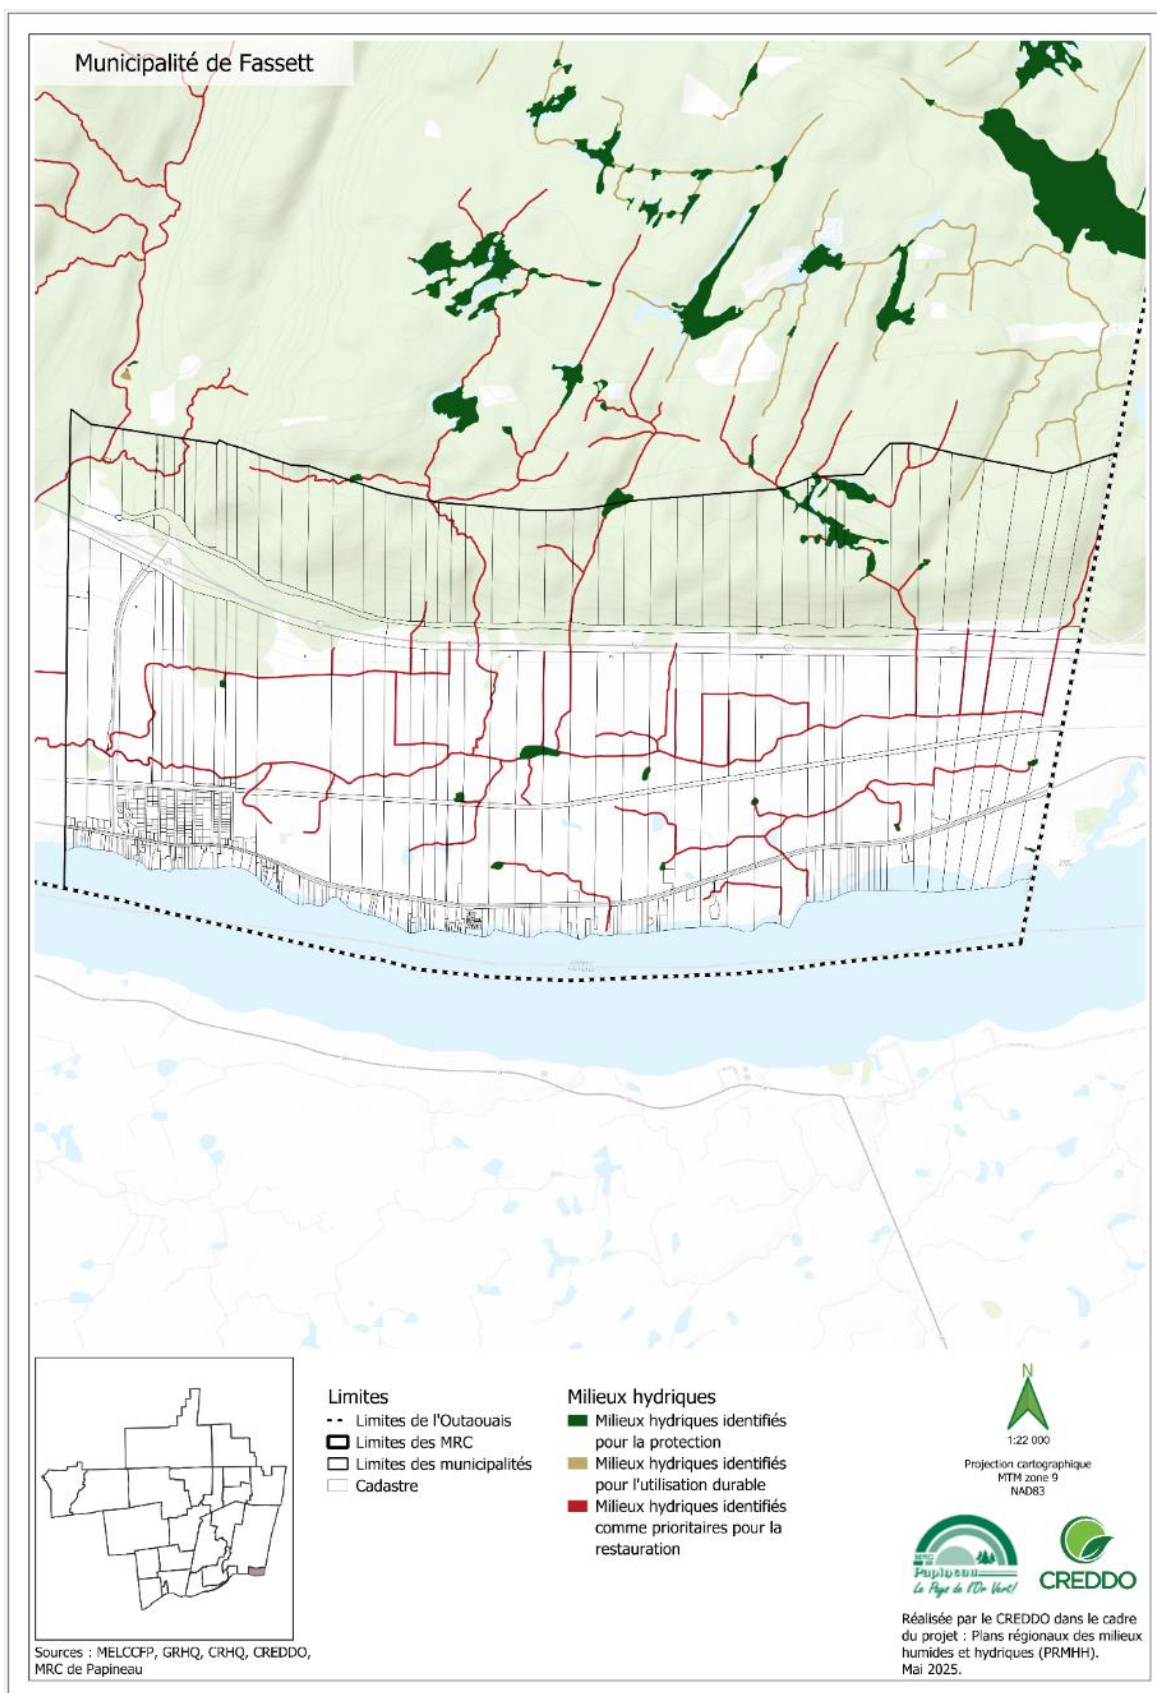 Municipalité de Fassett
Limites
Limites de l'Outaouais
Limites des MRC
Limites des municipalités
Cadastre
Milieux hydriques
Milieux hydriques identifiés
pour la protection
Milieux hydriques identifiés
pour l'utilisation durable
Milieux hydriques identifiés
comme prioritaires pour la
restauration
N
1:22 000
Projection cartographique
MTM zone 9
NAD83
MRC
Papineau
Le Pays de l'Or Vert!
CREDDO
Sources : MELCCFP, GRHQ, CRHQ, CREDDO,
MRC de Papineau
Réalisée par le CREDDO dans le cadre
du projet : Plans régionaux des milieux
humides et hydriques (PRMHH).
Mai 2025.